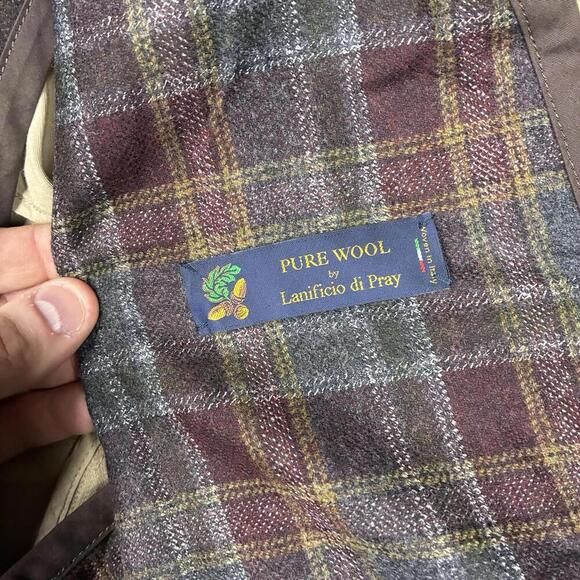 PURE WOOL
by
Lanificio di Pray
Woven in Italy